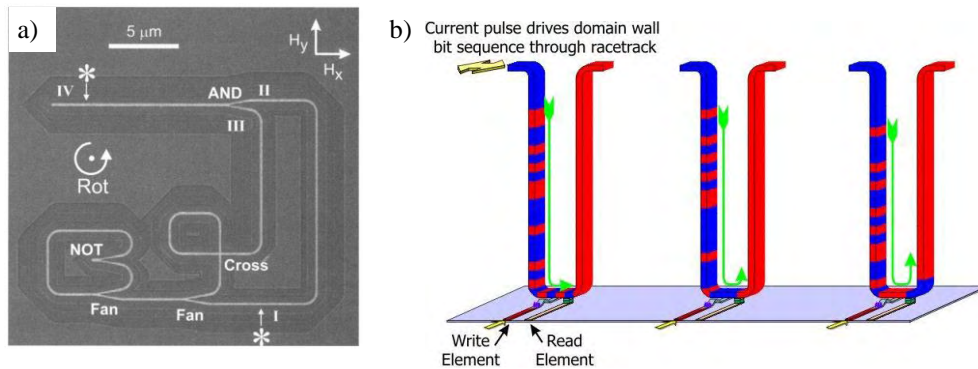 a)
5 μm
Hy
Hx
*
IV
AND
II
III
Rot
NOT
Cross
Fan
Fan
I
*
b)
Current pulse drives domain wall
bit sequence through racetrack
Write
Element
Read
Element